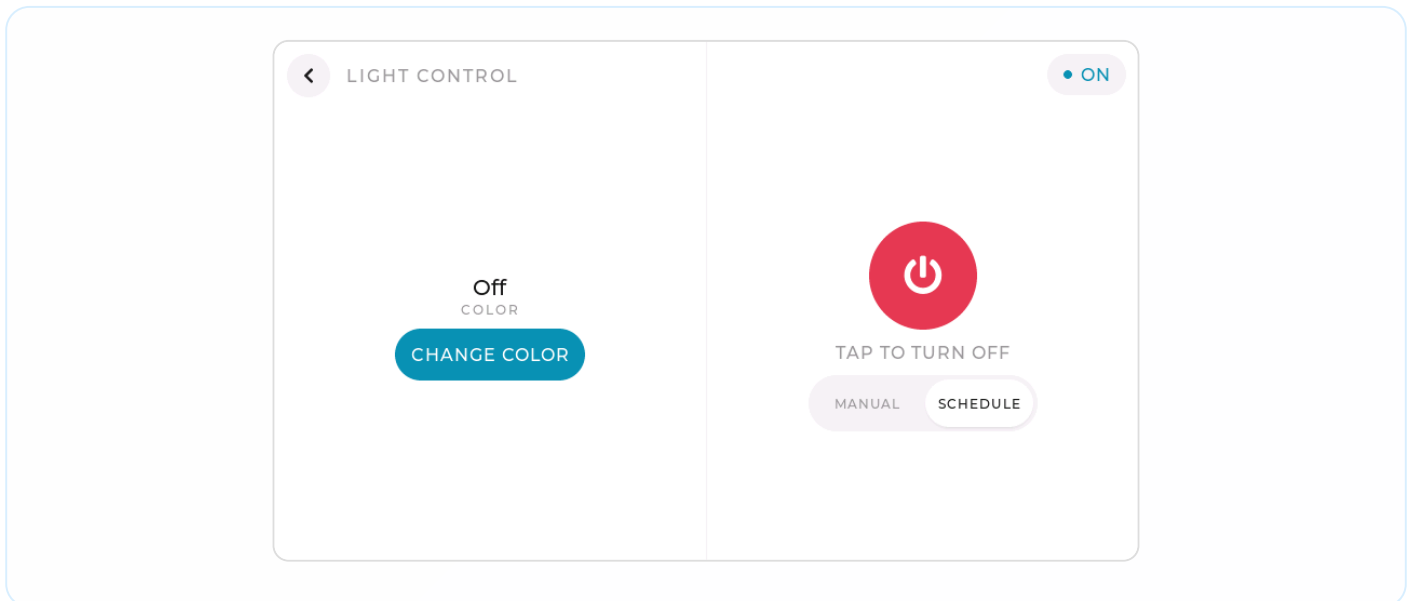 LIGHT CONTROL
ON
Off
COLOR
CHANGE COLOR
TAP TO TURN OFF
MANUAL
SCHEDULE